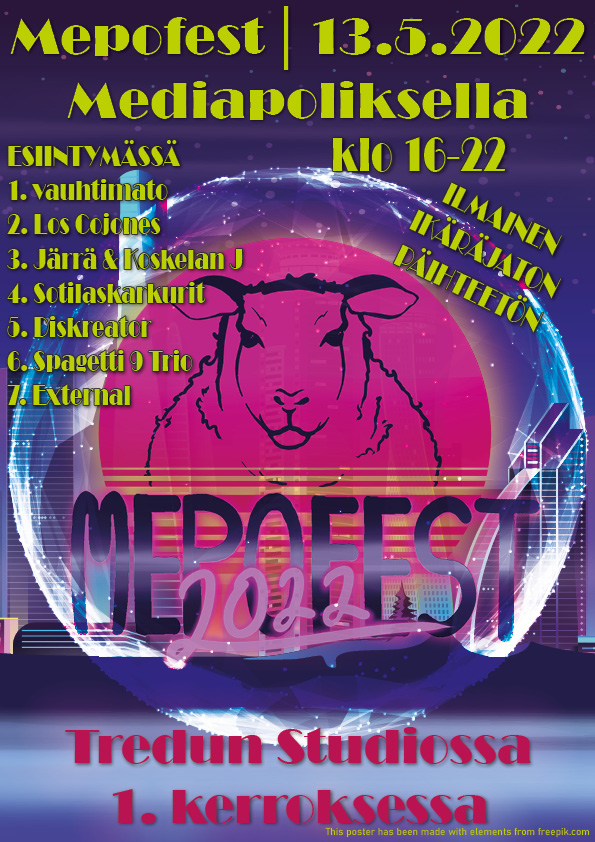 Mepofest | 13.5.2022
Mediapoliksella
klo 16-22
ESIINTYMÄSSÄ
1. vauhtimato
2. Los Cojones
3. Järrä & Koskelan J
4. Sotilaskarkurit
5. Diskreator
6. Spagetti 9 Trio
7. External
ILMAINEN
IKÄRÄJATON
PÄIHTEETÖN
MEPOFEST
2022
Tredun Studiossa
1. kerroksessa
This poster has been made with elements from freepik.com